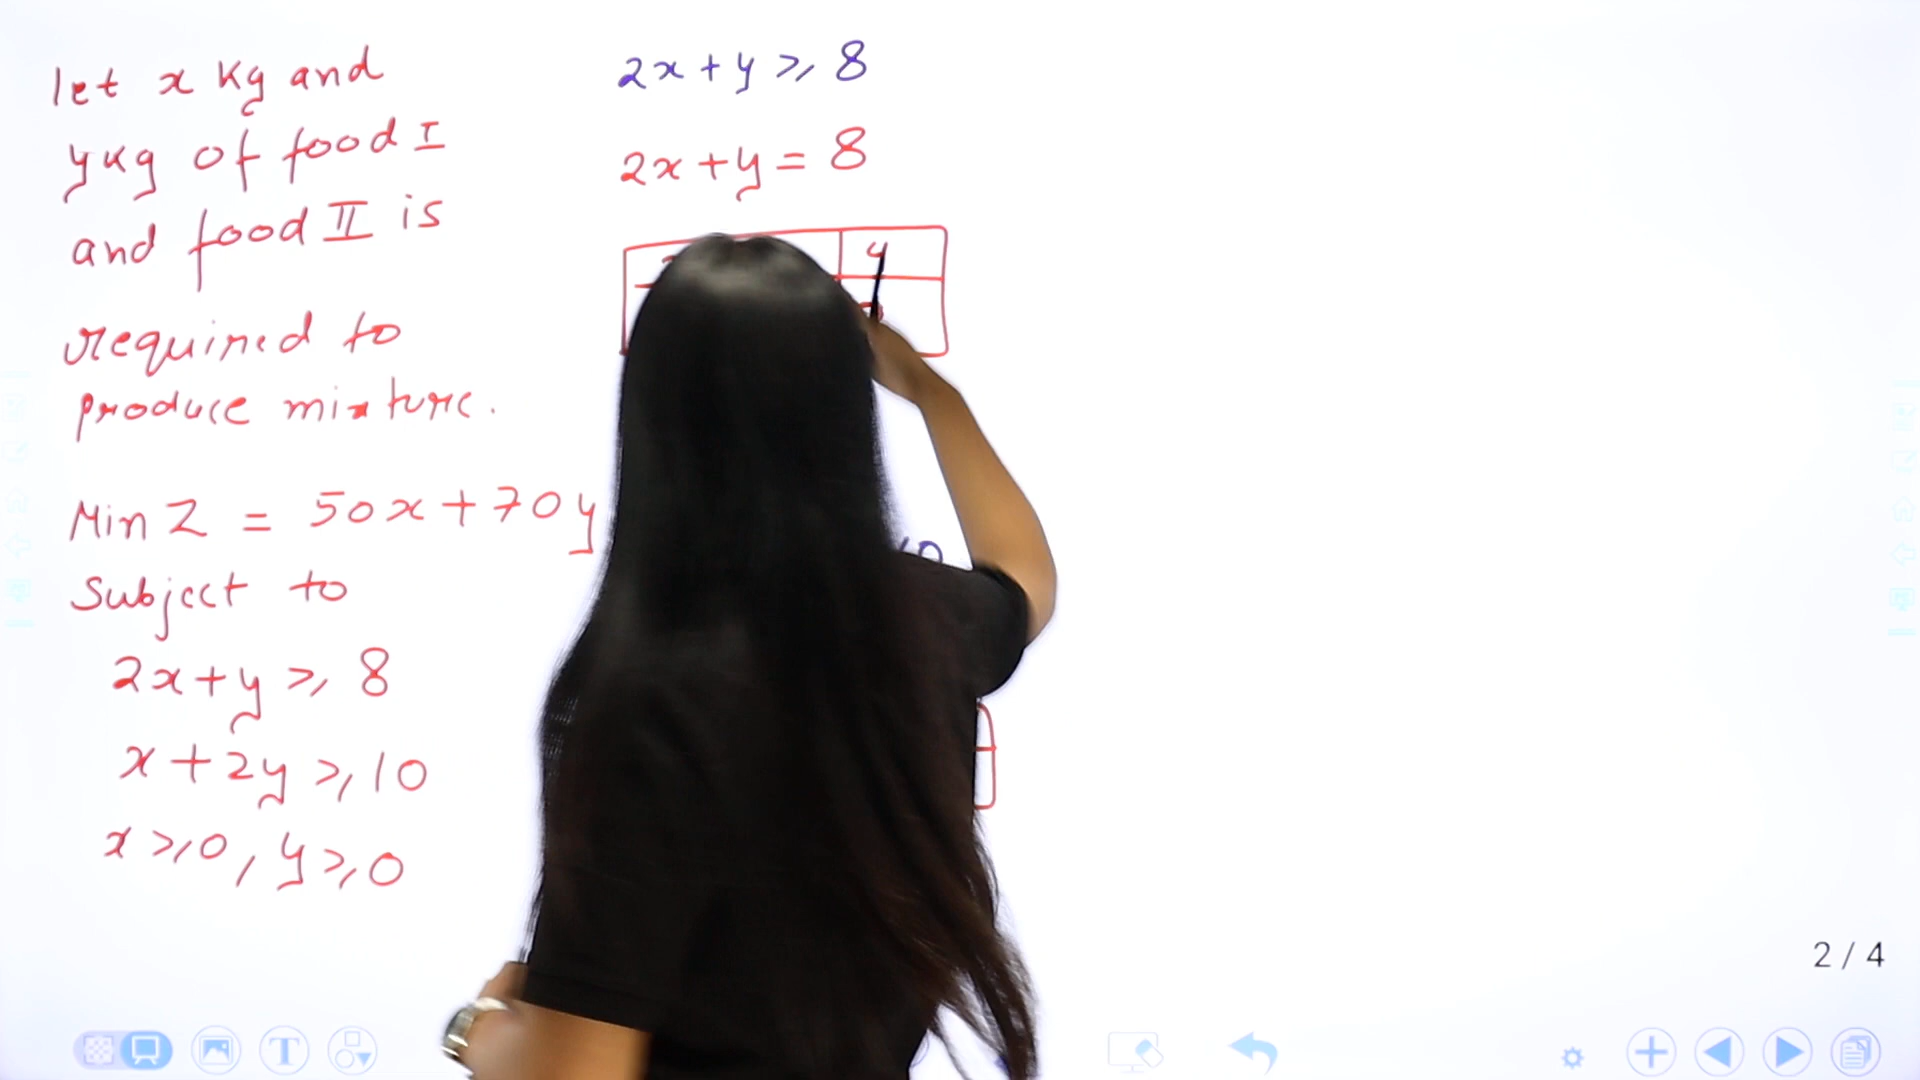 let x kg and
y kg of food I
and food II is
required to
produce mixture.
Min Z = 50x + 70y
Subject to
2x + y ≥ 8
x + 2y ≥ 10
x ≥ 0, y ≥ 0
2x + y ≥ 8
2x + y = 8
y
2 / 4